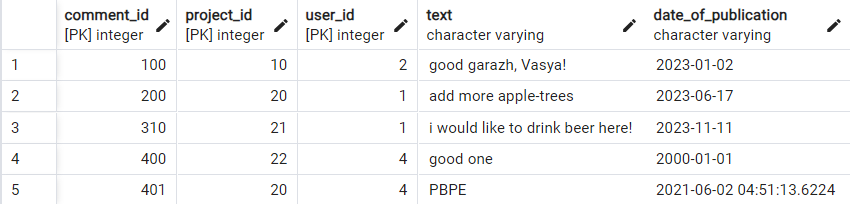 comment_id project_id user_id text date_of_publication
[PK] integer [PK] integer [PK] integer character varying character varying
1 100 10 2 good garazh, Vasya! 2023-01-02
2 200 20 1 add more apple-trees 2023-06-17
3 310 21 1 i would like to drink beer here! 2023-11-11
4 400 22 4 good one 2000-01-01
5 401 20 4 PBPE 2021-06-02 04:51:13.6224